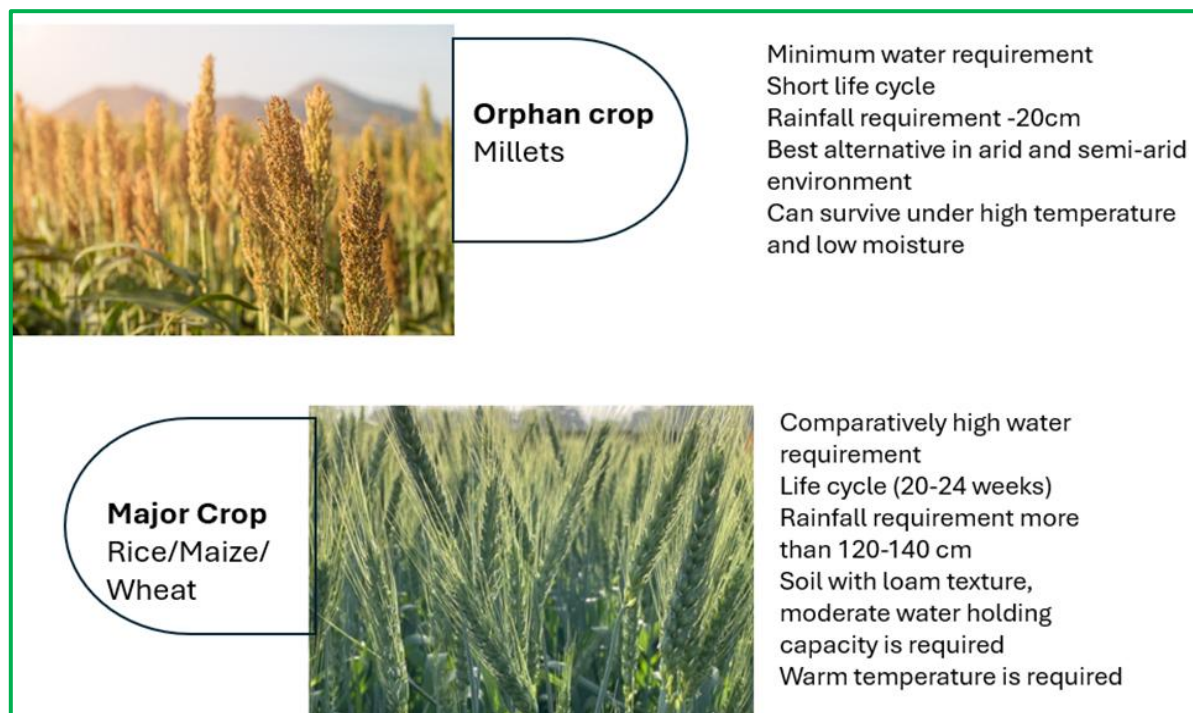 Orphan crop
Millets
Minimum water requirement
Short life cycle
Rainfall requirement -20cm
Best alternative in arid and semi-arid
environment
Can survive under high temperature
and low moisture
Major Crop
Rice/Maize/
Wheat
Comparatively high water
requirement
Life cycle (20-24 weeks)
Rainfall requirement more
than 120-140 cm
Soil with loam texture,
moderate water holding
capacity is required
Warm temperature is required